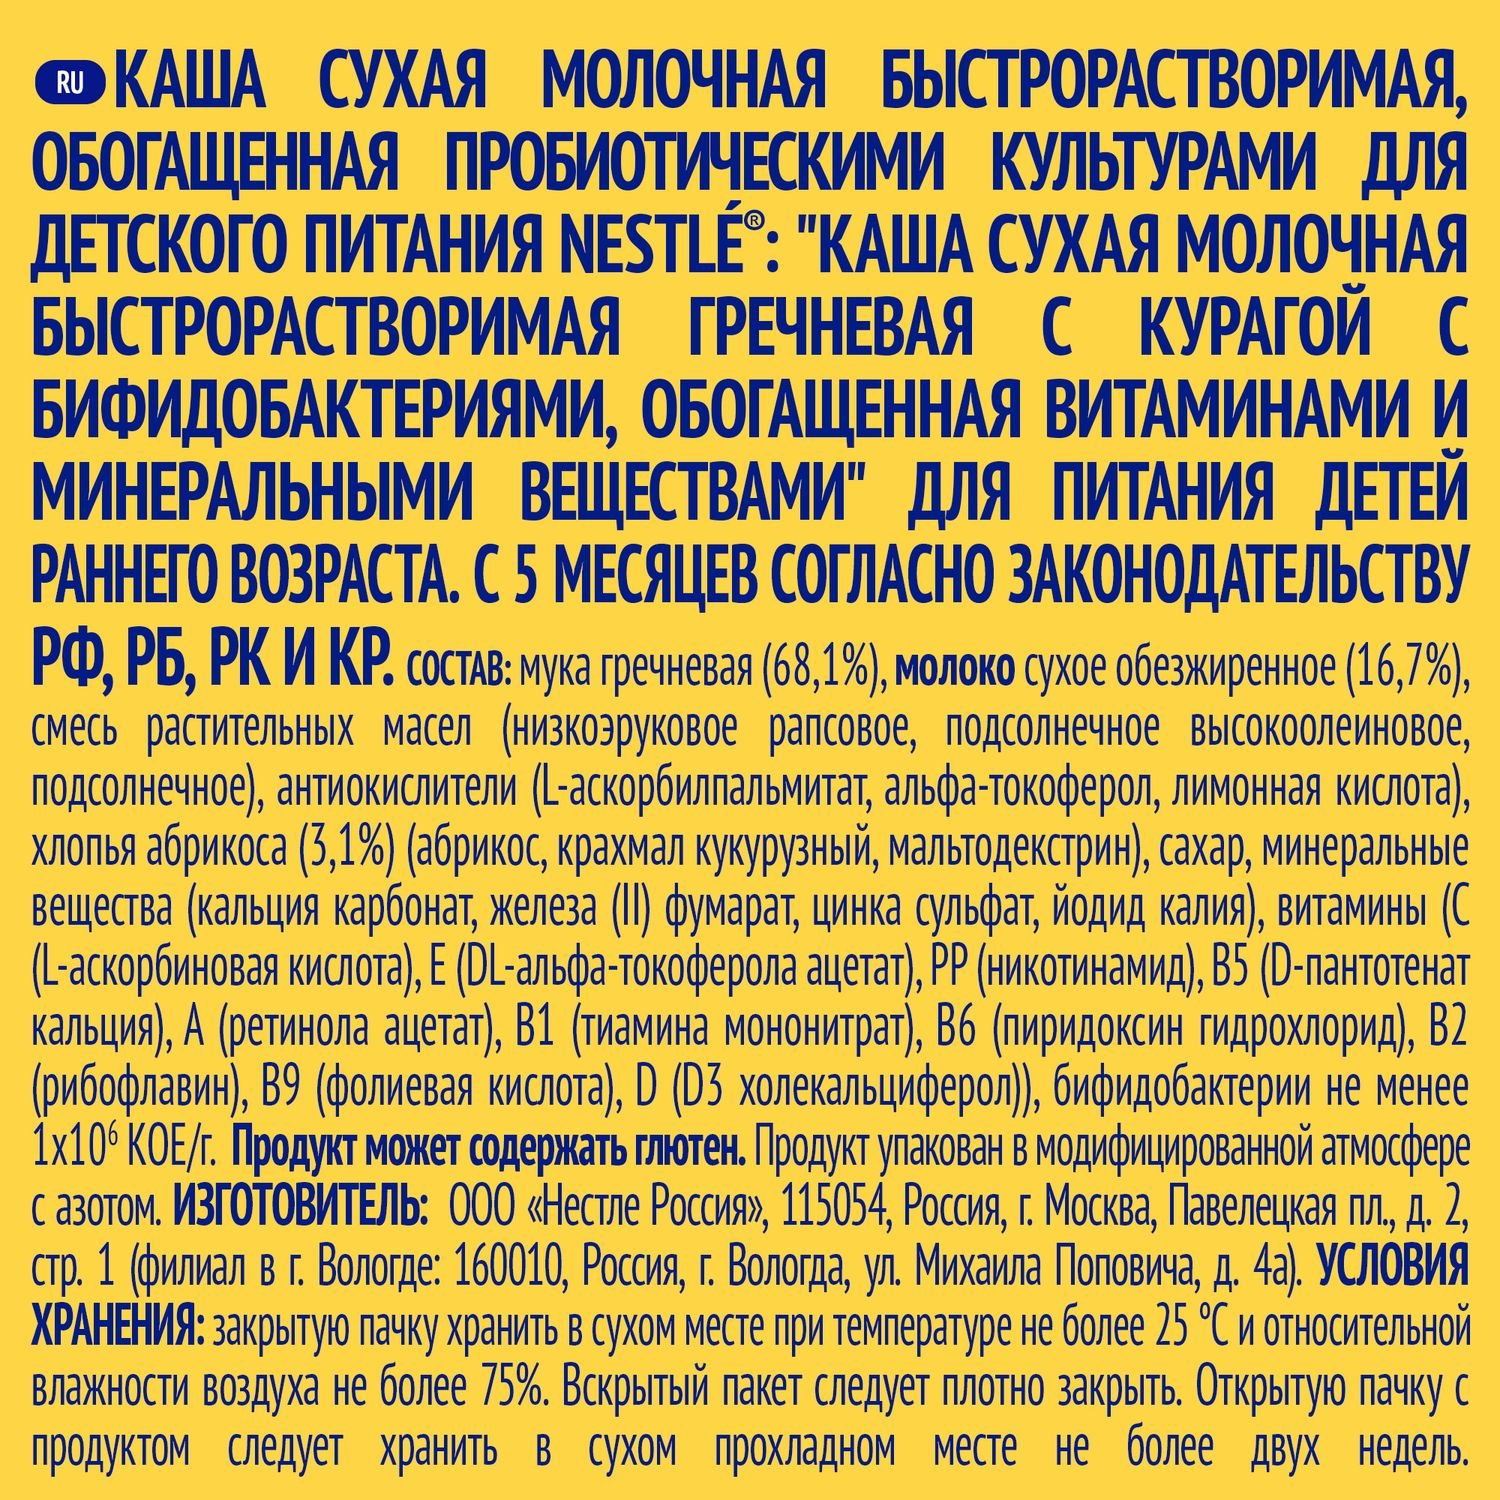 RU КАША СУХАЯ МОЛОЧНАЯ БЫСТРОРАСТВОРИМАЯ,
ОБОГАЩЕННАЯ ПРОБИОТИЧЕСКИМИ КУЛЬТУРАМИ ДЛЯ
ДЕТСКОГО ПИТАНИЯ NESTLÉ®: "КАША СУХАЯ МОЛОЧНАЯ
БЫСТРОРАСТВОРИМАЯ ГРЕЧНЕВАЯ С КУРАГОЙ С
БИФИДОБАКТЕРИЯМИ, ОБОГАЩЕННАЯ ВИТАМИНАМИ И
МИНЕРАЛЬНЫМИ ВЕЩЕСТВАМИ" ДЛЯ ПИТАНИЯ ДЕТЕЙ
РАННЕГО ВОЗРАСТА. С 5 МЕСЯЦЕВ СОГЛАСНО ЗАКОНОДАТЕЛЬСТВУ
РФ, РБ, РК И КР. СОСТАВ: мука гречневая (68,1%), молоко сухое обезжиренное (16,7%),
смесь растительных масел (низкоэруковое рапсовое, подсолнечное высокоолеиновое,
подсолнечное), антиокислители (L-аскорбилпальмитат, альфа-токоферол, лимонная кислота),
хлопья абрикоса (3,1%) (абрикос, крахмал кукурузный, мальтодекстрин), сахар, минеральные
вещества (кальция карбонат, железа (II) фумарат, цинка сульфат, йодид калия), витамины (С
(L-аскорбиновая кислота), Е (DL-альфа-токоферола ацетат), РР (никотинамид), В5 (D-пантотенат
кальция), А (ретинола ацетат), В1 (тиамина мононитрат), В6 (пиридоксин гидрохлорид), В2
(рибофлавин), В9 (фолиевая кислота), D (D3 холекальциферол)), бифидобактерии не менее
1x10⁶ КОЕ/г. Продукт может содержать глютен. Продукт упакован в модифицированной атмосфере
с азотом. ИЗГОТОВИТЕЛЬ: ООО «Нестле Россия», 115054, Россия, г. Москва, Павелецкая пл., д. 2,
стр. 1 (филиал в г. Вологде: 160010, Россия, г. Вологда, ул. Михаила Поповича, д. 4а). УСЛОВИЯ
ХРАНЕНИЯ: закрытую пачку хранить в сухом месте при температуре не более 25 °С и относительной
влажности воздуха не более 75%. Вскрытый пакет следует плотно закрыть. Открытую пачку с
продуктом следует хранить в сухом прохладном месте не более двух недель.